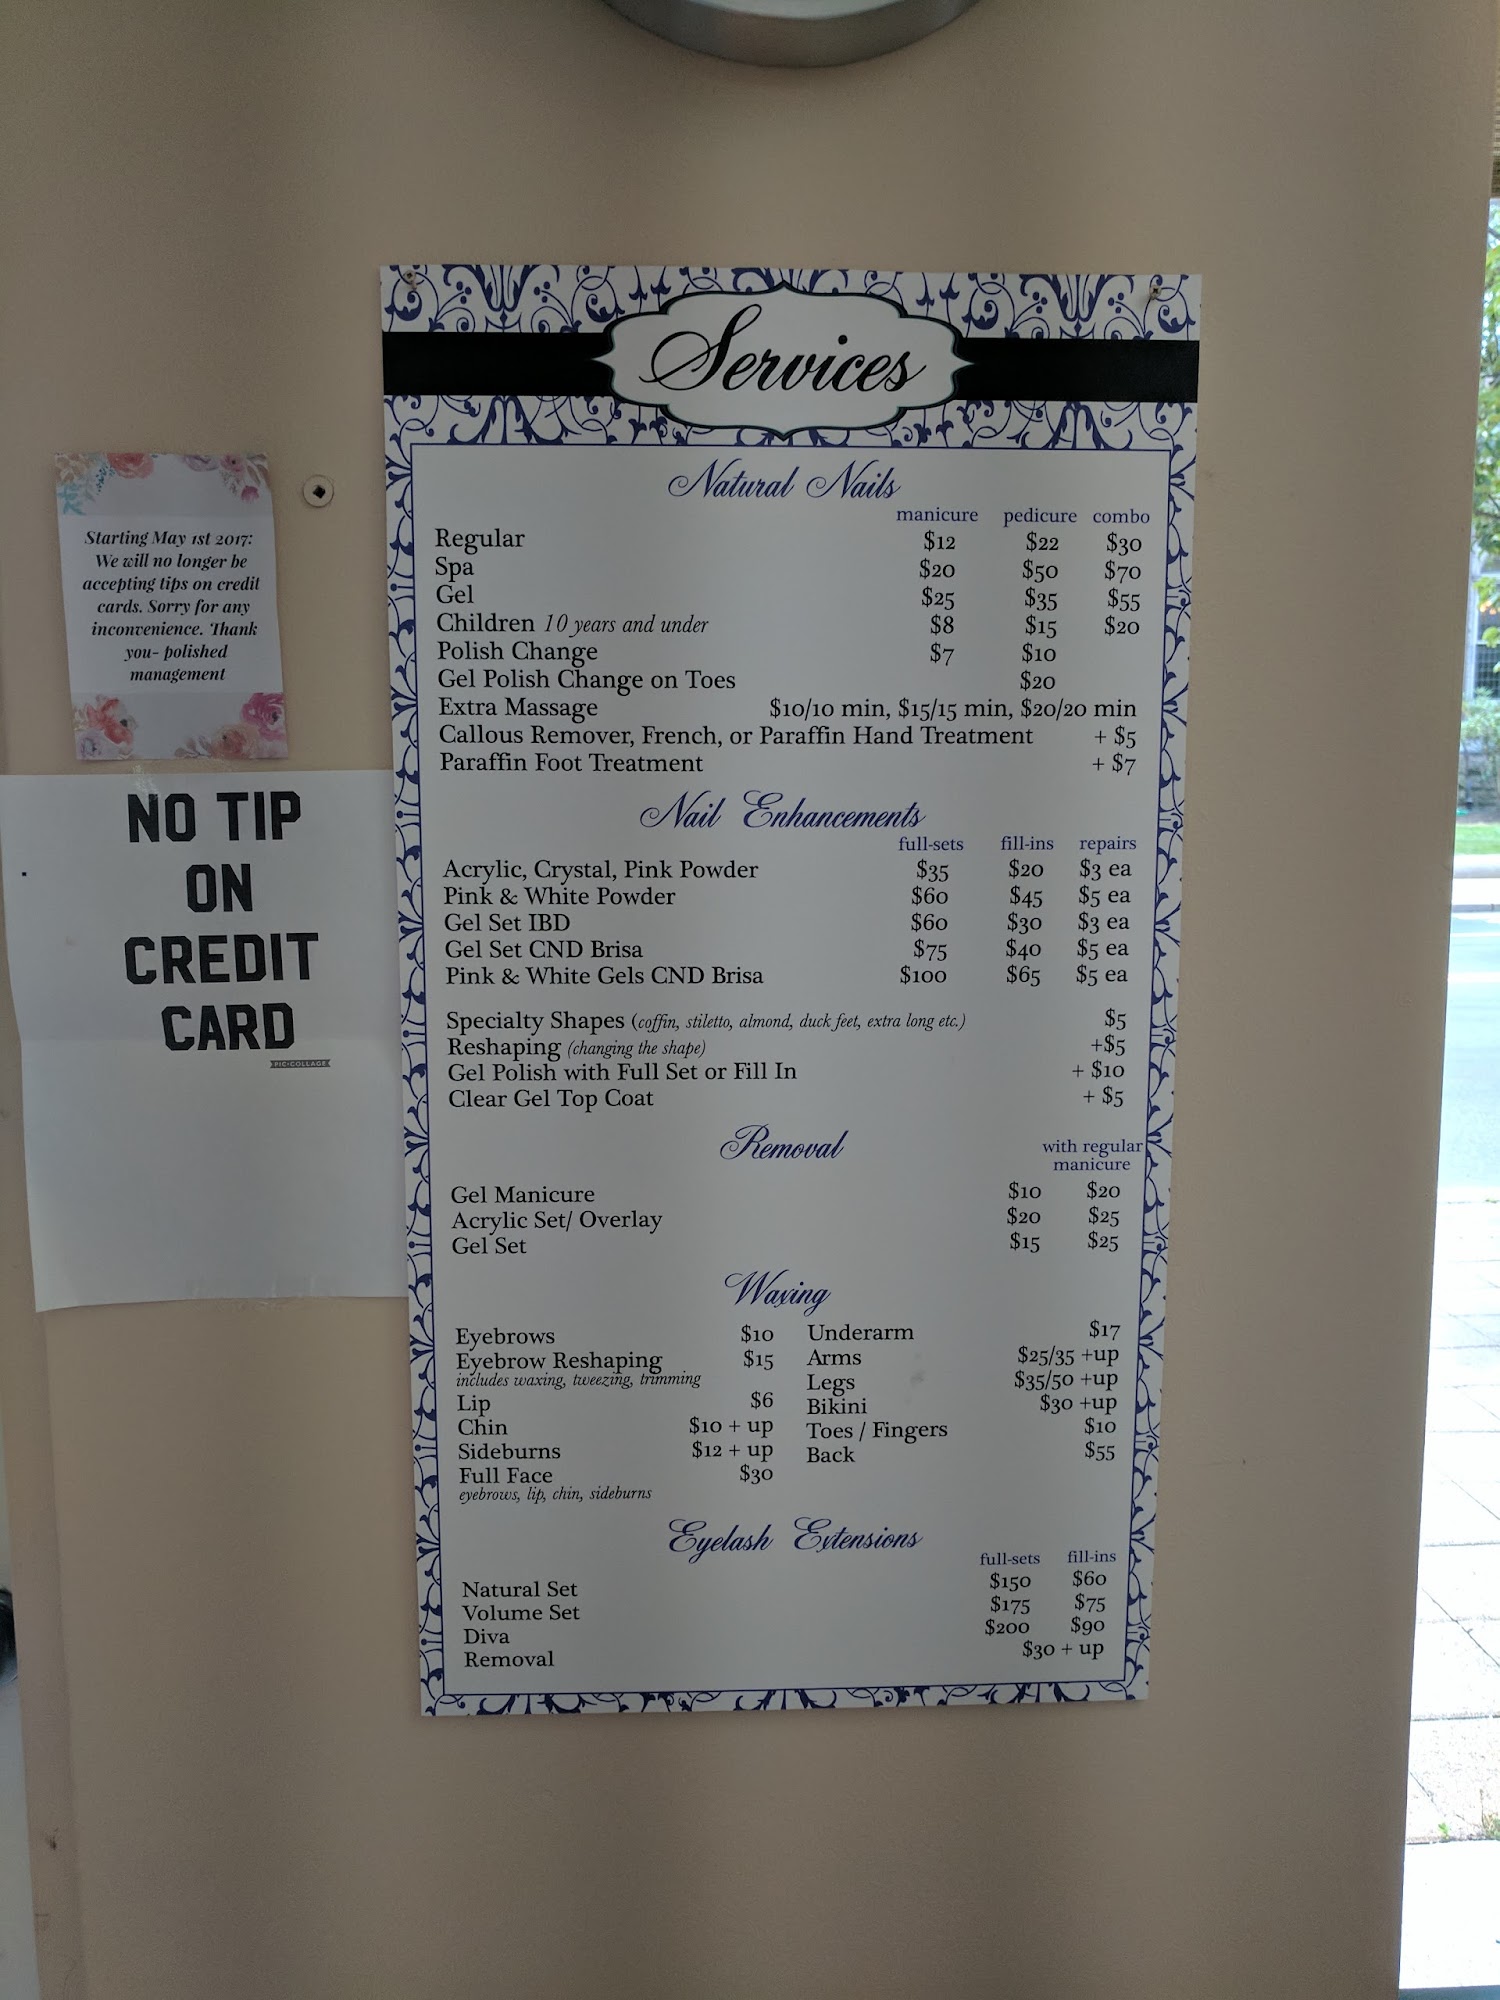 Services
Natural Nails
manicure pedicure combo
Regular $12 $22 $30
Spa $20 $50 $70
Gel $25 $35 $55
Children 10 years and under $8 $15 $20
Polish Change $7 $10
Gel Polish Change on Toes $20
Extra Massage $10/10 min, $15/15 min, $20/20 min
Callous Remover, French, or Paraffin Hand Treatment + $5
Paraffin Foot Treatment + $7
Nail Enhancements
full-sets fill-ins repairs
Acrylic, Crystal, Pink Powder $35 $20 $3 ea
Pink & White Powder $60 $45 $5 ea
Gel Set IBD $60 $30 $3 ea
Gel Set CND Brisa $75 $40 $5 ea
Pink & White Gels CND Brisa $100 $65 $5 ea
Specialty Shapes (coffin, stiletto, almond, duck feet, extra long etc.) $5
Reshaping (changing the shape) +$5
Gel Polish with Full Set or Fill In + $10
Clear Gel Top Coat + $5
Removal
with regular
manicure
Gel Manicure $10 $20
Acrylic Set/ Overlay $20 $25
Gel Set $15 $25
Waxing
Eyebrows $10
Eyebrow Reshaping $15
includes waxing, tweezing, trimming
Lip $6
Chin $10 + up
Sideburns $12 + up
Full Face $30
eyebrows, lip, chin, sideburns
Underarm $17
Arms $25/35 +up
Legs $35/50 +up
Bikini $30 +up
Toes / Fingers $10
Back $55
Eyelash Extensions
full-sets fill-ins
Natural Set $150 $60
Volume Set $175 $75
Diva $200 $90
Removal $30 + up
Starting May 1st 2017:
We will no longer be
accepting tips on credit
cards. Sorry for any
inconvenience. Thank
you- polished
management
NO TIP
ON
CREDIT
CARD
PIC•COLLAGE